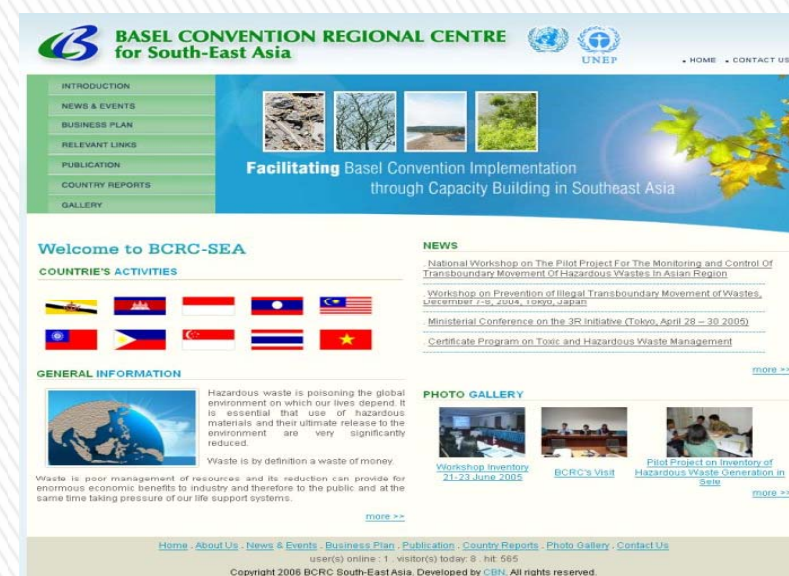 BASEL CONVENTION REGIONAL CENTRE
for South-East Asia
UNEP
HOME . CONTACT US
INTRODUCTION
NEWS & EVENTS
BUSINESS PLAN
RELEVANT LINKS
PUBLICATION
COUNTRY REPORTS
GALLERY
Facilitating Basel Convention Implementation
through Capacity Building in Southeast Asia
Welcome to BCRC-SEA
COUNTRIE'S ACTIVITIES
GENERAL INFORMATION
Hazardous waste is poisoning the global
environment on which our lives depend. It
is essential that use of hazardous
materials and their ultimate release to the
environment are very significantly
reduced.
Waste is by definition a waste of money.
Waste is poor management of resources and its reduction can provide for
enormous economic benefits to industry and therefore to the public and at the
same time taking pressure of our life support systems.
more >>
NEWS
. National Workshop on The Pilot Project For The Monitoring and Control Of
Transboundary Movement Of Hazardous Wastes In Asian Region
. Workshop on Prevention of Illegal Transboundary Movement of Wastes,
December 7-8, 2004, Tokyo, Japan
. Ministerial Conference on the 3R Initiative (Tokyo, April 28 – 30 2005)
. Certificate Program on Toxic and Hazardous Waste Management
more >>
PHOTO GALLERY
Workshop Inventory
21-23 June 2005
BCRC's Visit
Pilot Project on Inventory of
Hazardous Waste Generation in
Seie
more >>
Home . About Us . News & Events . Business Plan . Publication . Country Reports . Photo Gallery . Contact Us
user(s) online : 1 . visitor(s) today: 8 . hit: 565
Copyright 2006 BCRC South-East Asia. Developed by CBN. All rights reserved.